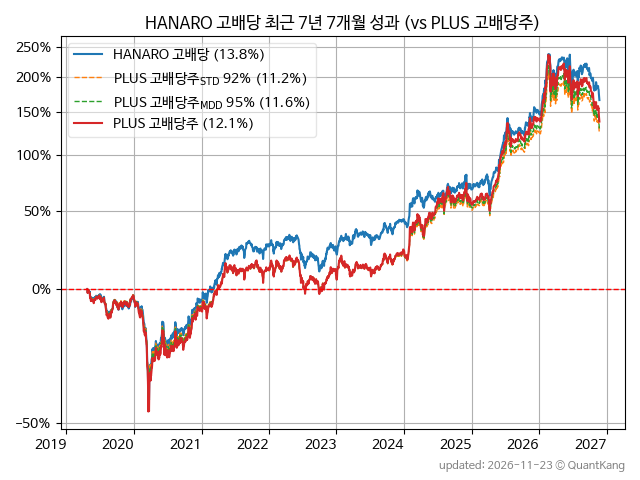 HANARO 고배당 최근 7년 7개월 성과 (vs PLUS 고배당주)
250%
200%
150%
100%
50%
0%
−50%
HANARO 고배당 (13.8%)
PLUS 고배당주STD 92% (11.2%)
PLUS 고배당주MDD 95% (11.6%)
PLUS 고배당주 (12.1%)
2019 2020 2021 2022 2023 2024 2025 2026 2027
updated: 2026-11-23 © QuantKang